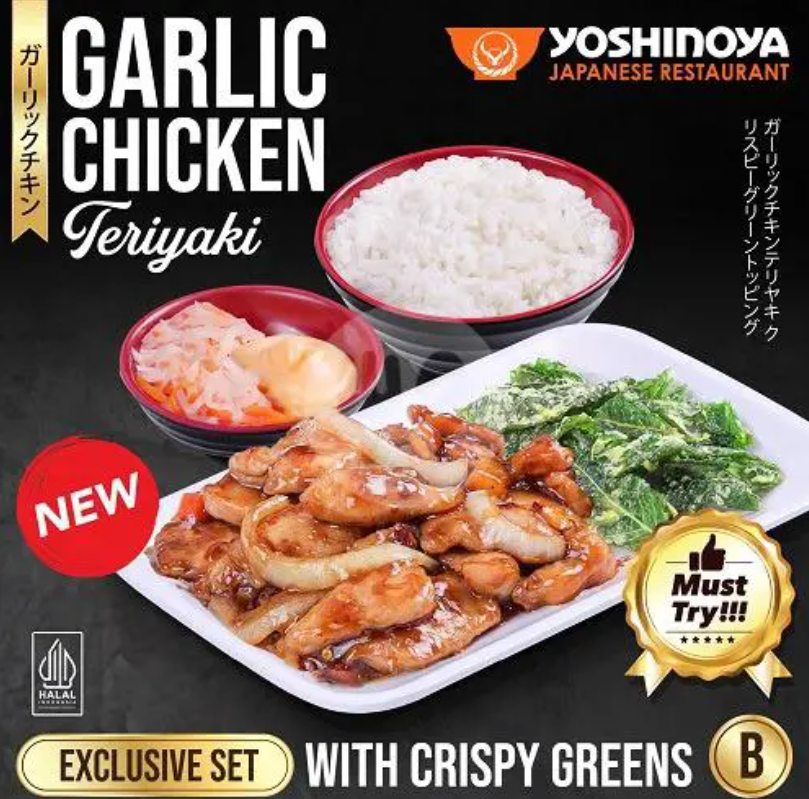 ガーリックチキン
GARLIC
CHICKEN
Teriyaki
YOSHINOYA
JAPANESE RESTAURANT
ガーリックチキンテリヤキ ク
リスピーグリーントッピング
NEW
Must
Try!!!
HALAL
INDONESIA
EXCLUSIVE SET
WITH CRISPY GREENS
B